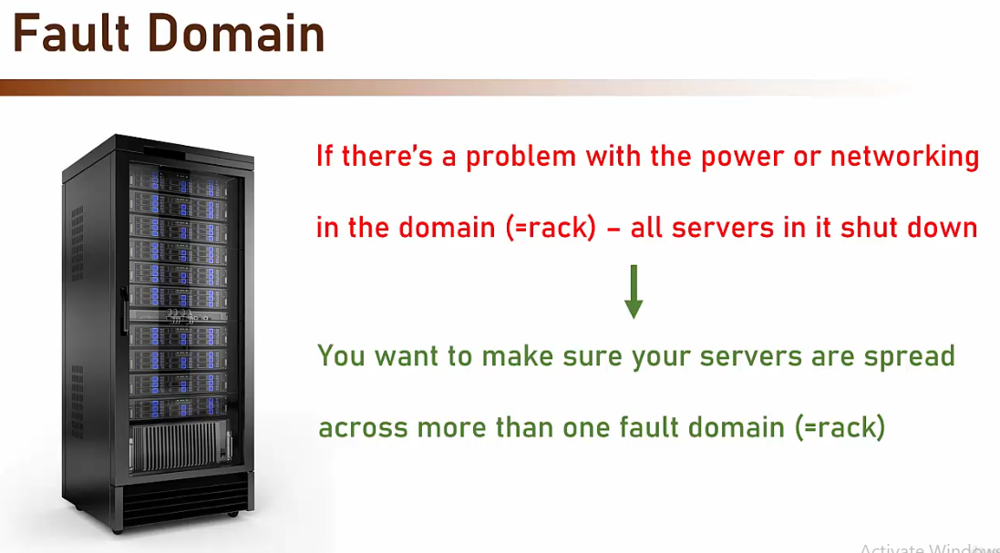 Fault Domain
If there's a problem with the power or networking
in the domain (=rack) – all servers in it shut down
You want to make sure your servers are spread
across more than one fault domain (=rack)
Activate Windows